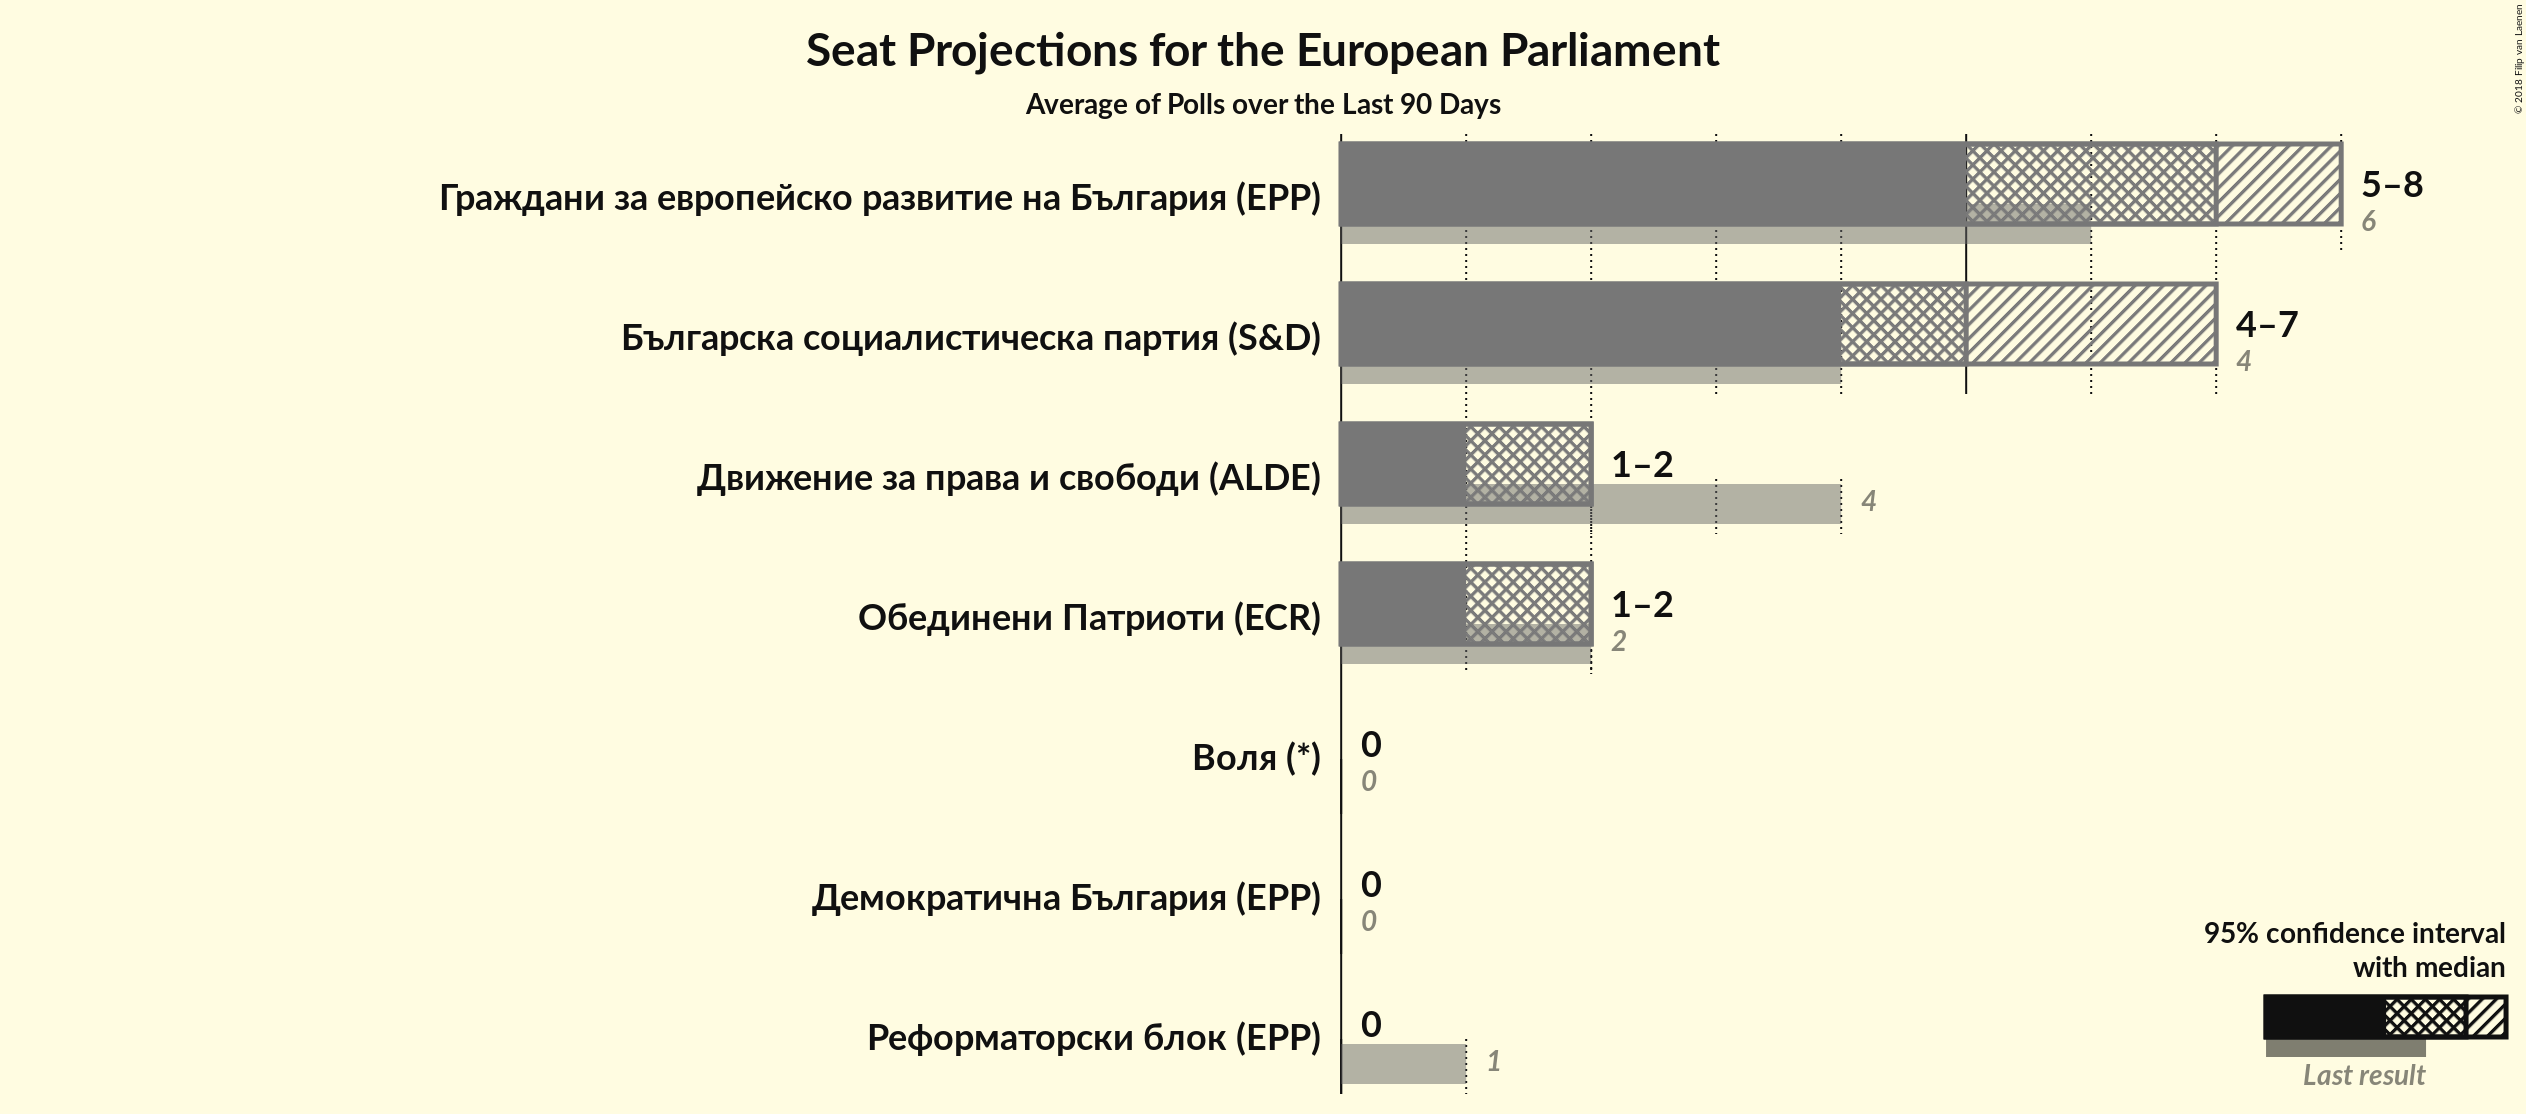 Seat Projections for the European Parliament
Average of Polls over the Last 90 Days
© 2018 Filip van Laenen
Граждани за европейско развитие на България (EPP)
5–8
6
Българска социалистическа партия (S&D)
4–7
4
Движение за права и свободи (ALDE)
1–2
4
Обединени Патриоти (ECR)
1–2
2
Воля (*)
0
0
Демократична България (EPP)
0
0
Реформаторски блок (EPP)
0
1
95% confidence interval
with median
Last result